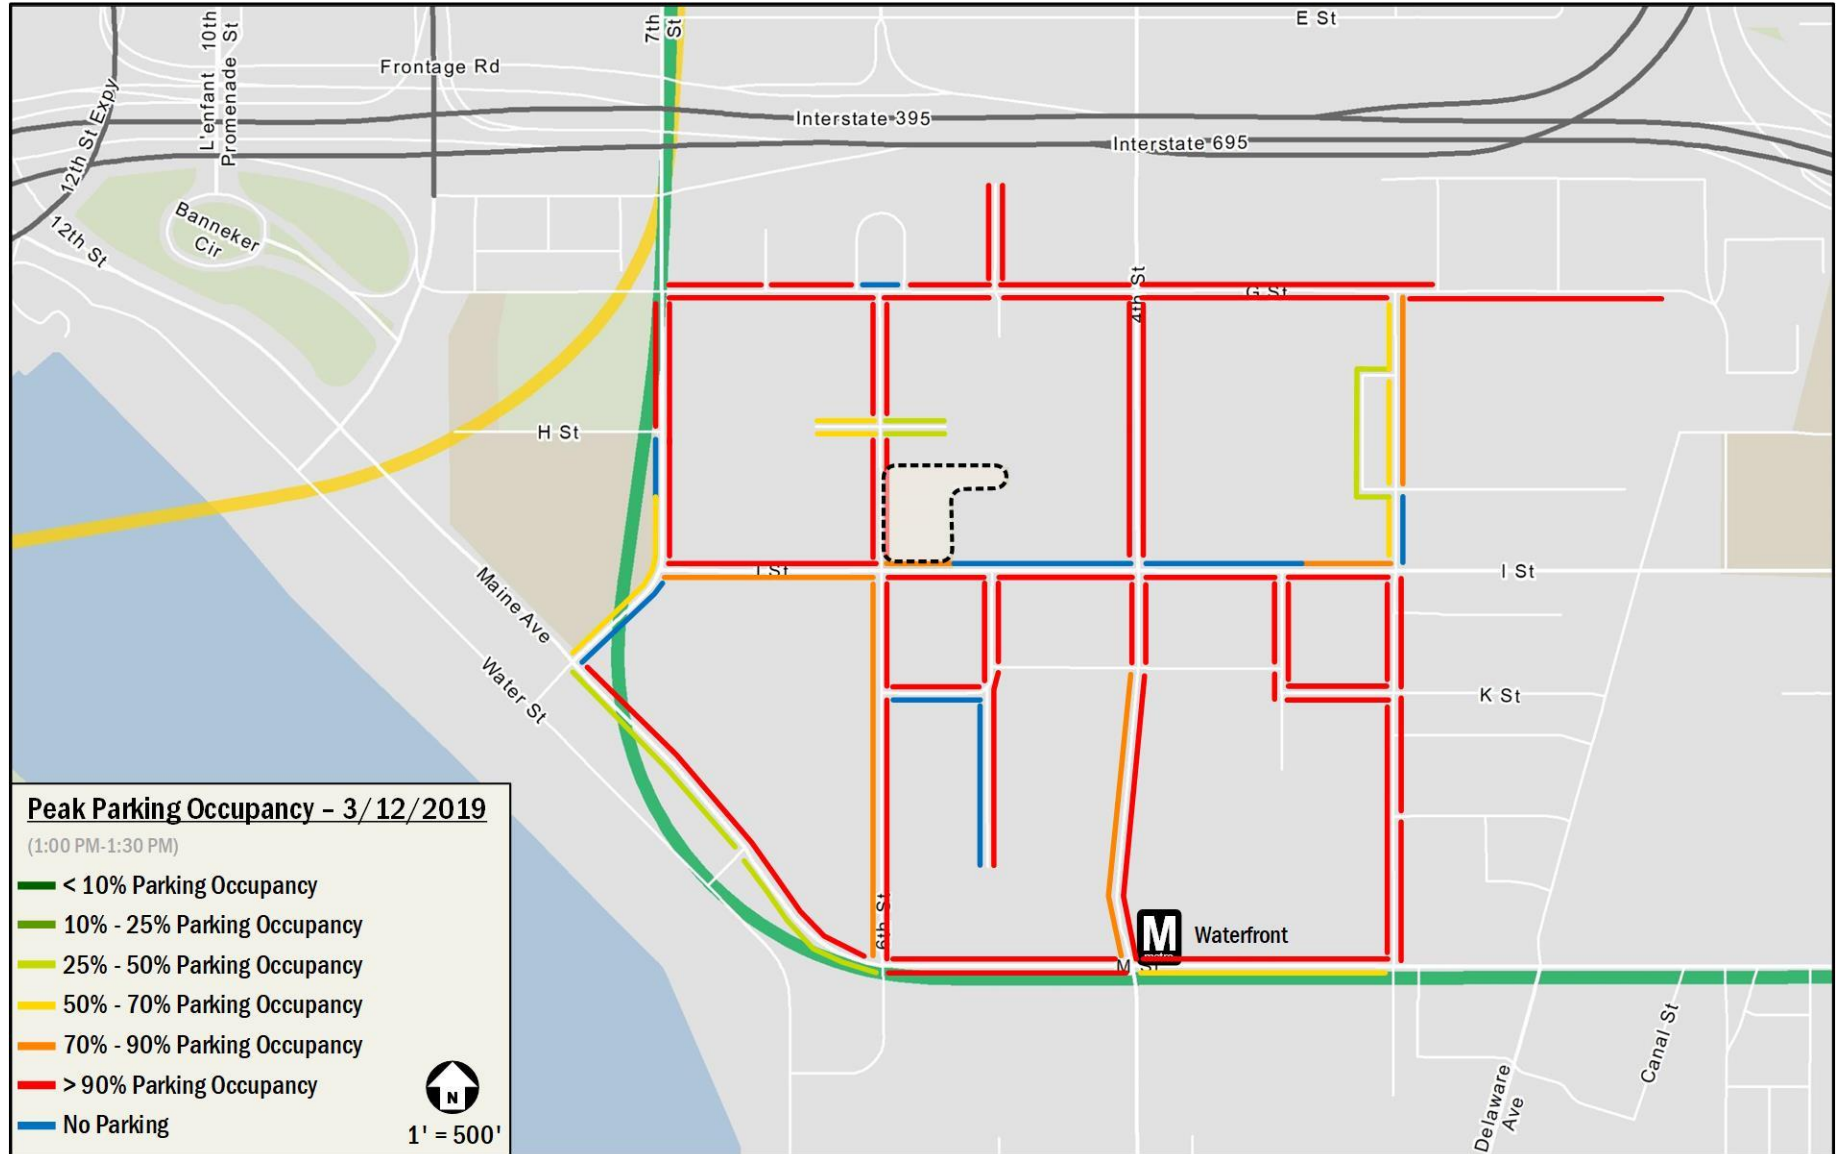 E St
7th
St
L'enfant 10th
Promenade St
Frontage Rd
12th St Expy
Interstate 395
Interstate 695
Banneker
Cir
12th St
4th St
G St
H St
I St
I St
Maine Ave
Water St
K St
6th St
M
metro
Waterfront
M St
Canal St
Delaware
Ave
Peak Parking Occupancy – 3/12/2019
(1:00 PM-1:30 PM)
< 10% Parking Occupancy
10% - 25% Parking Occupancy
25% - 50% Parking Occupancy
50% - 70% Parking Occupancy
70% - 90% Parking Occupancy
> 90% Parking Occupancy
No Parking
N
1' = 500'